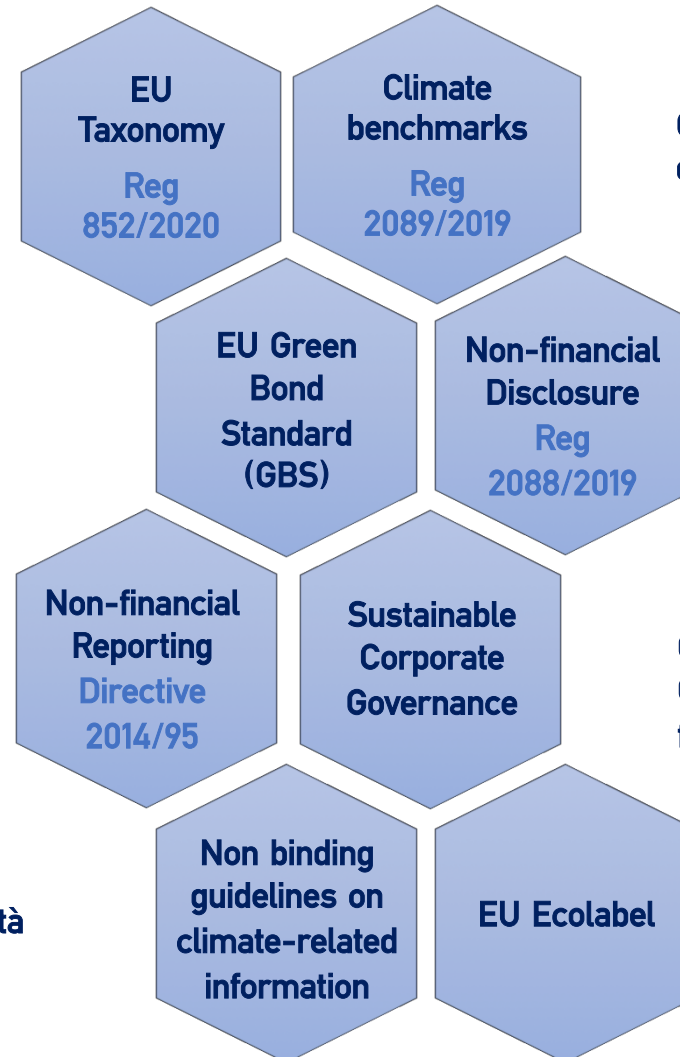 EU
Taxonomy
Reg
852/2020
Climate
benchmarks
Reg
2089/2019
EU Green
Bond
Standard
(GBS)
Non-financial
Disclosure
Reg
2088/2019
Non-financial
Reporting
Directive
2014/95
Sustainable
Corporate
Governance
Non binding
guidelines on
climate-related
information
EU Ecolabel